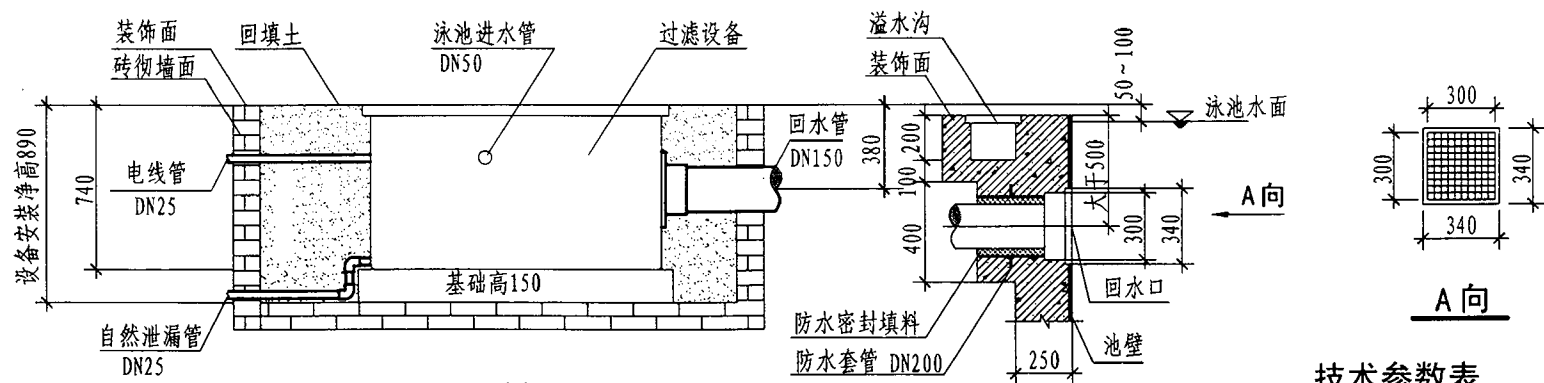 装饰面
砖彻墙面
回填土
泳池进水管
DN50
过滤设备
溢水沟
装饰面
50~100
泳池水面
300
300
340
340
A向
A向
回水管
DN150
380
200
100
400
大于500
300
340
设备安装净高890
740
电线管
DN25
基础高150
自然泄漏管
DN25
防水密封填料
防水套管 DN200
250
回水口
池壁
技术参数表